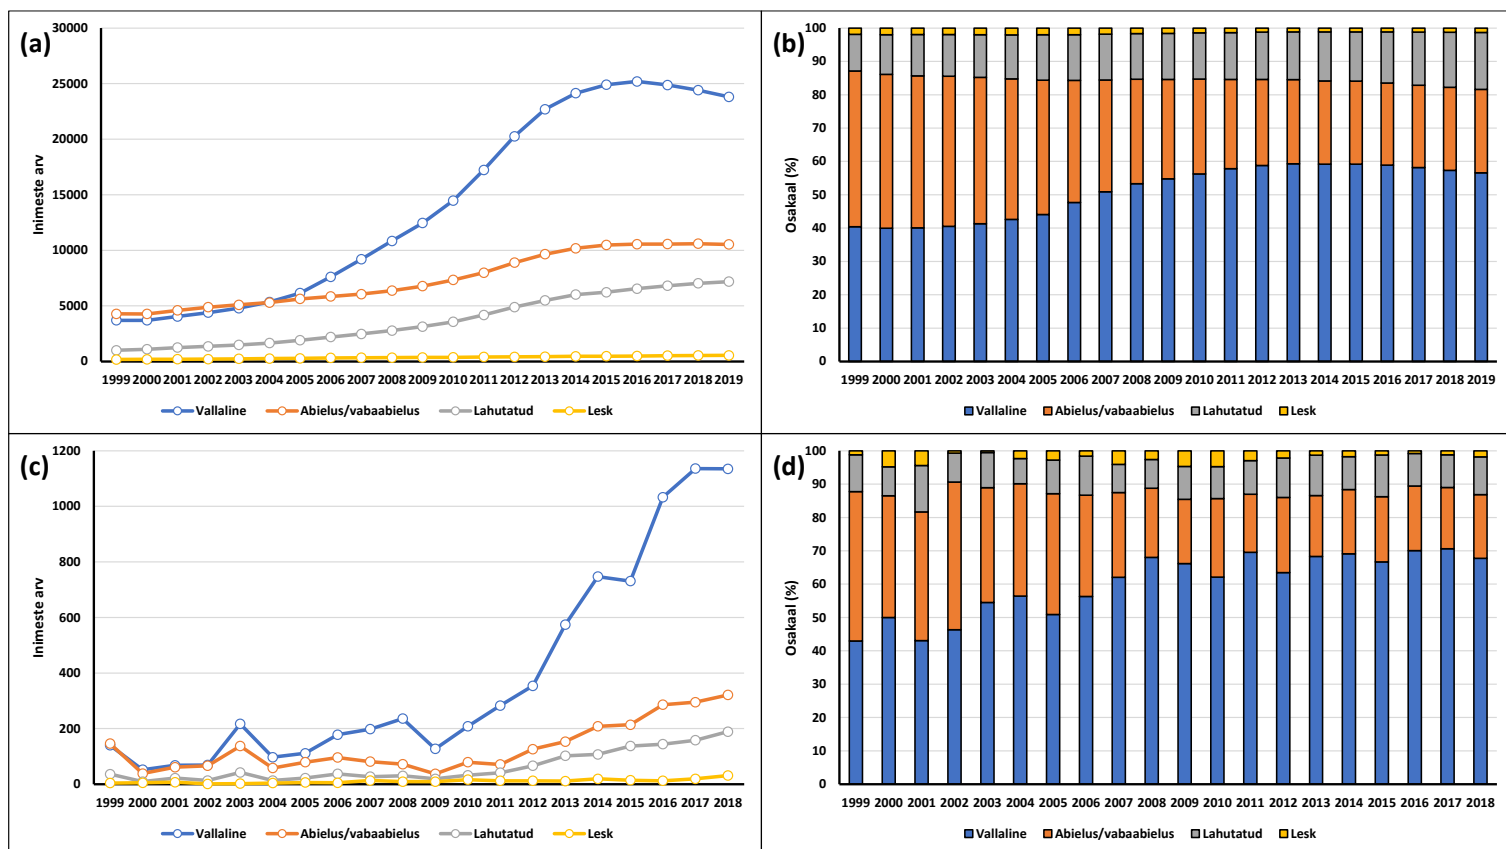 (a)
30000
25000
20000
15000
10000
5000
0
Inimeste arv
1999 2000 2001 2002 2003 2004 2005 2006 2007 2008 2009 2010 2011 2012 2013 2014 2015 2016 2017 2018 2019
Vallaline Abielus/vabaabielus Lahutatud Lesk
(b)
100
90
80
70
60
50
40
30
20
10
0
Osakaal (%)
1999 2000 2001 2002 2003 2004 2005 2006 2007 2008 2009 2010 2011 2012 2013 2014 2015 2016 2017 2018 2019
Vallaline Abielus/vabaabielus Lahutatud Lesk
(c)
1200
1000
800
600
400
200
0
Inimeste arv
1999 2000 2001 2002 2003 2004 2005 2006 2007 2008 2009 2010 2011 2012 2013 2014 2015 2016 2017 2018
Vallaline Abielus/vabaabielus Lahutatud Lesk
(d)
100
90
80
70
60
50
40
30
20
10
0
Osakaal (%)
1999 2000 2001 2002 2003 2004 2005 2006 2007 2008 2009 2010 2011 2012 2013 2014 2015 2016 2017 2018
Vallaline Abielus/vabaabielus Lahutatud Lesk